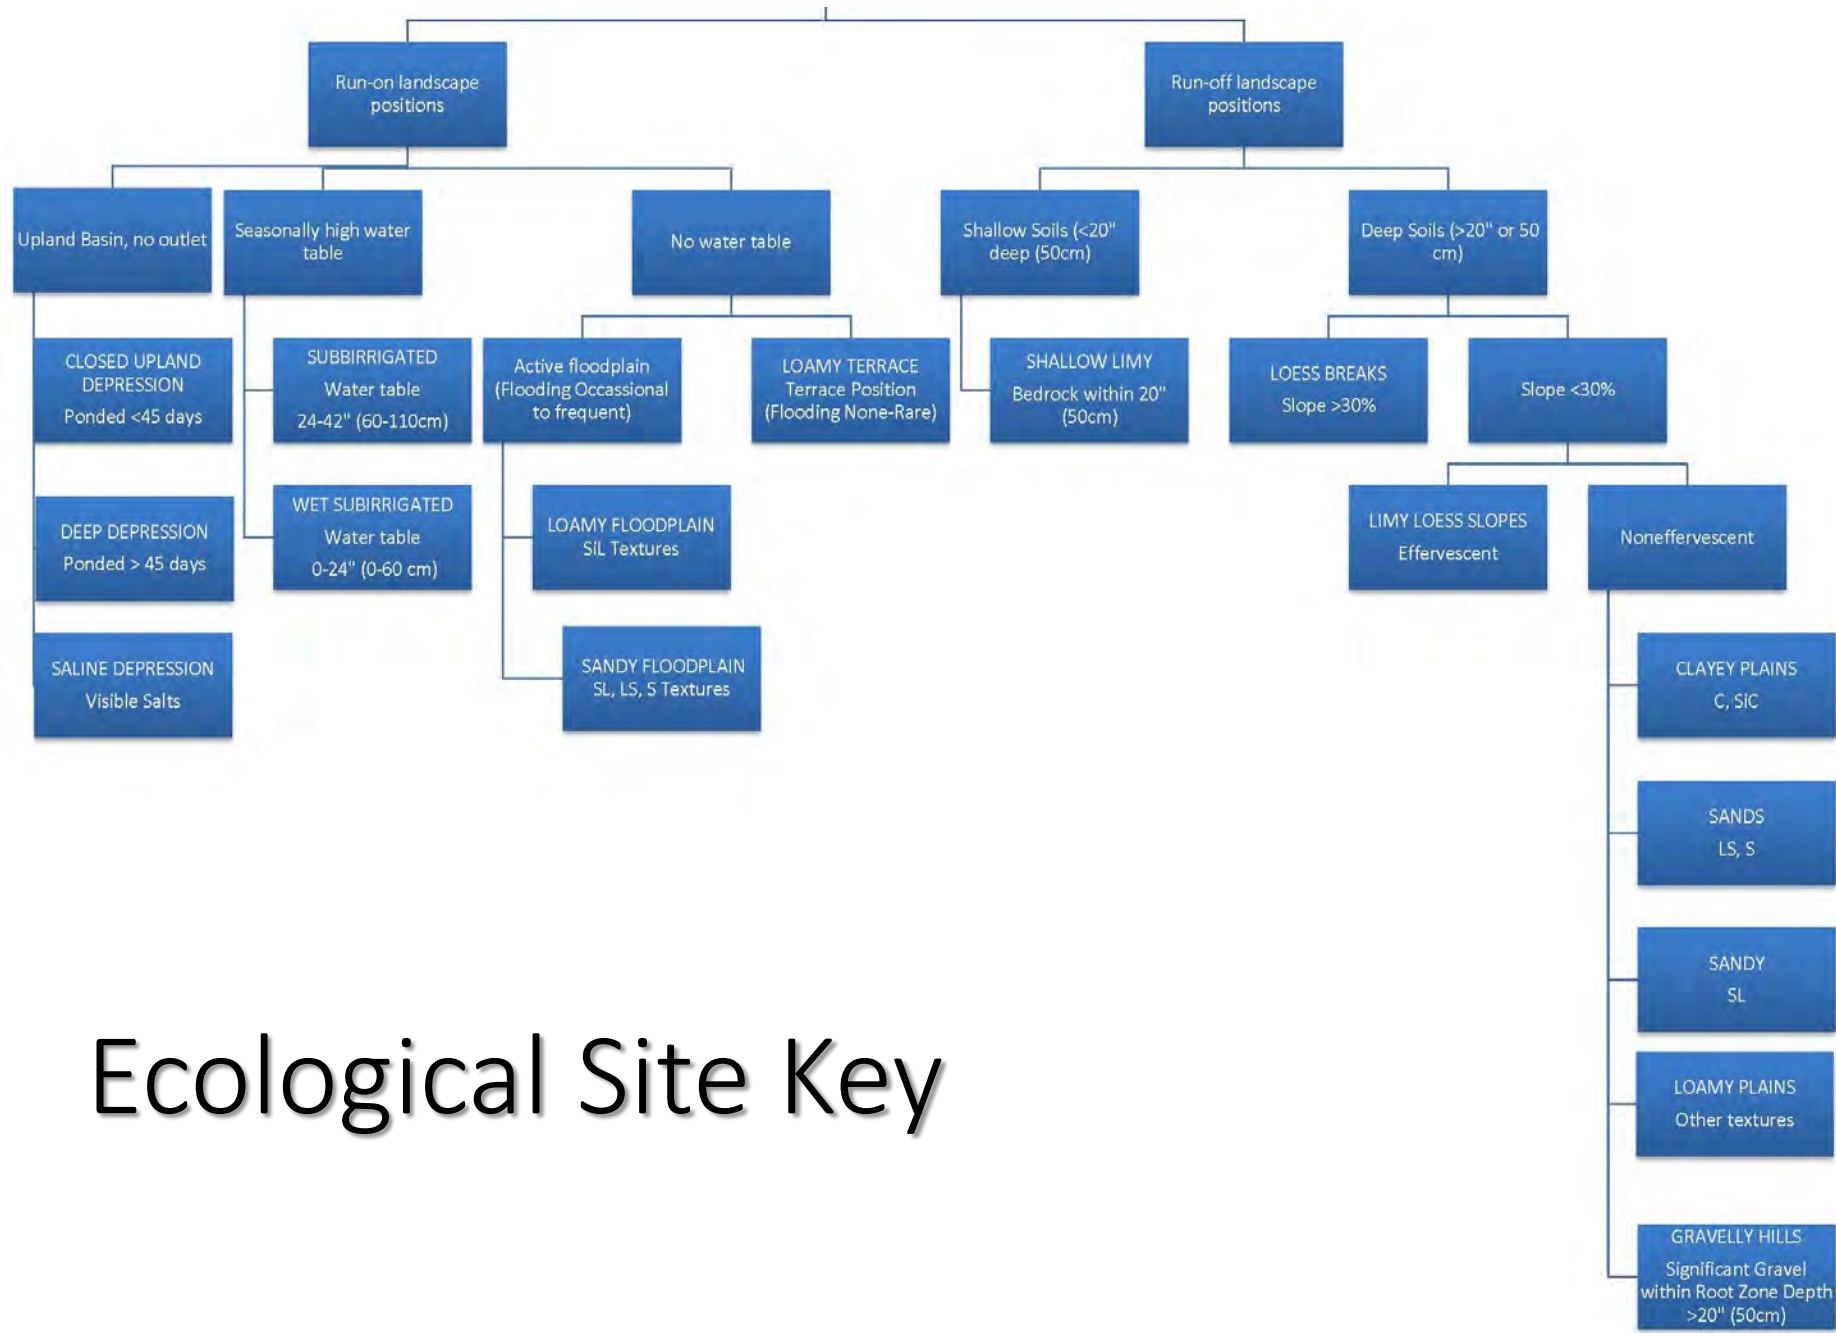 Run-on landscape
positions
Run-off landscape
positions
Upland Basin, no outlet
Seasonally high water
table
No water table
Shallow Soils (<20"
deep (50cm)
Deep Soils (>20" or 50
cm)
CLOSED UPLAND
DEPRESSION
Ponded <45 days
SUBBIRRIGATED
Water table
24-42" (60-110cm)
Active floodplain
(Flooding Occassional
to frequent)
LOAMY TERRACE
Terrace Position
(Flooding None-Rare)
SHALLOW LIMY
Bedrock within 20"
(50cm)
LOESS BREAKS
Slope >30%
Slope <30%
DEEP DEPRESSION
Ponded > 45 days
WET SUBIRRIGATED
Water table
0-24" (0-60 cm)
LOAMY FLOODPLAIN
SiL Textures
LIMY LOESS SLOPES
Effervescent
Noneffervescent
SALINE DEPRESSION
Visible Salts
SANDY FLOODPLAIN
SL, LS, S Textures
CLAYEY PLAINS
C, SiC
SANDS
LS, S
SANDY
SL
LOAMY PLAINS
Other textures
GRAVELLY HILLS
Significant Gravel
within Root Zone Depth
>20" (50cm)
Ecological Site Key